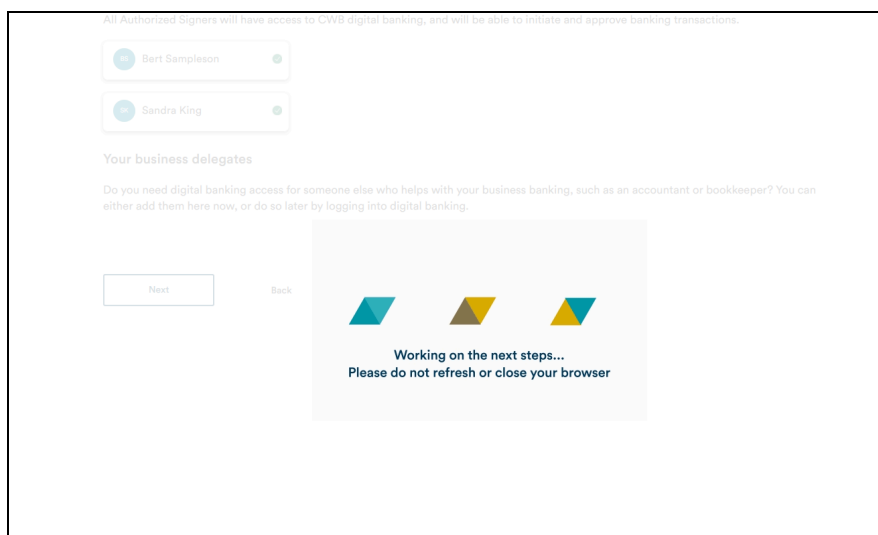 All Authorized Signers will have access to CWB digital banking, and will be able to initiate and approve banking transactions.
Bert Sampleson
Sandra King
Your business delegates
Do you need digital banking access for someone else who helps with your business banking, such as an accountant or bookkeeper? You can
either add them here now, or do so later by logging into digital banking.
Next
Back
Working on the next steps...
Please do not refresh or close your browser